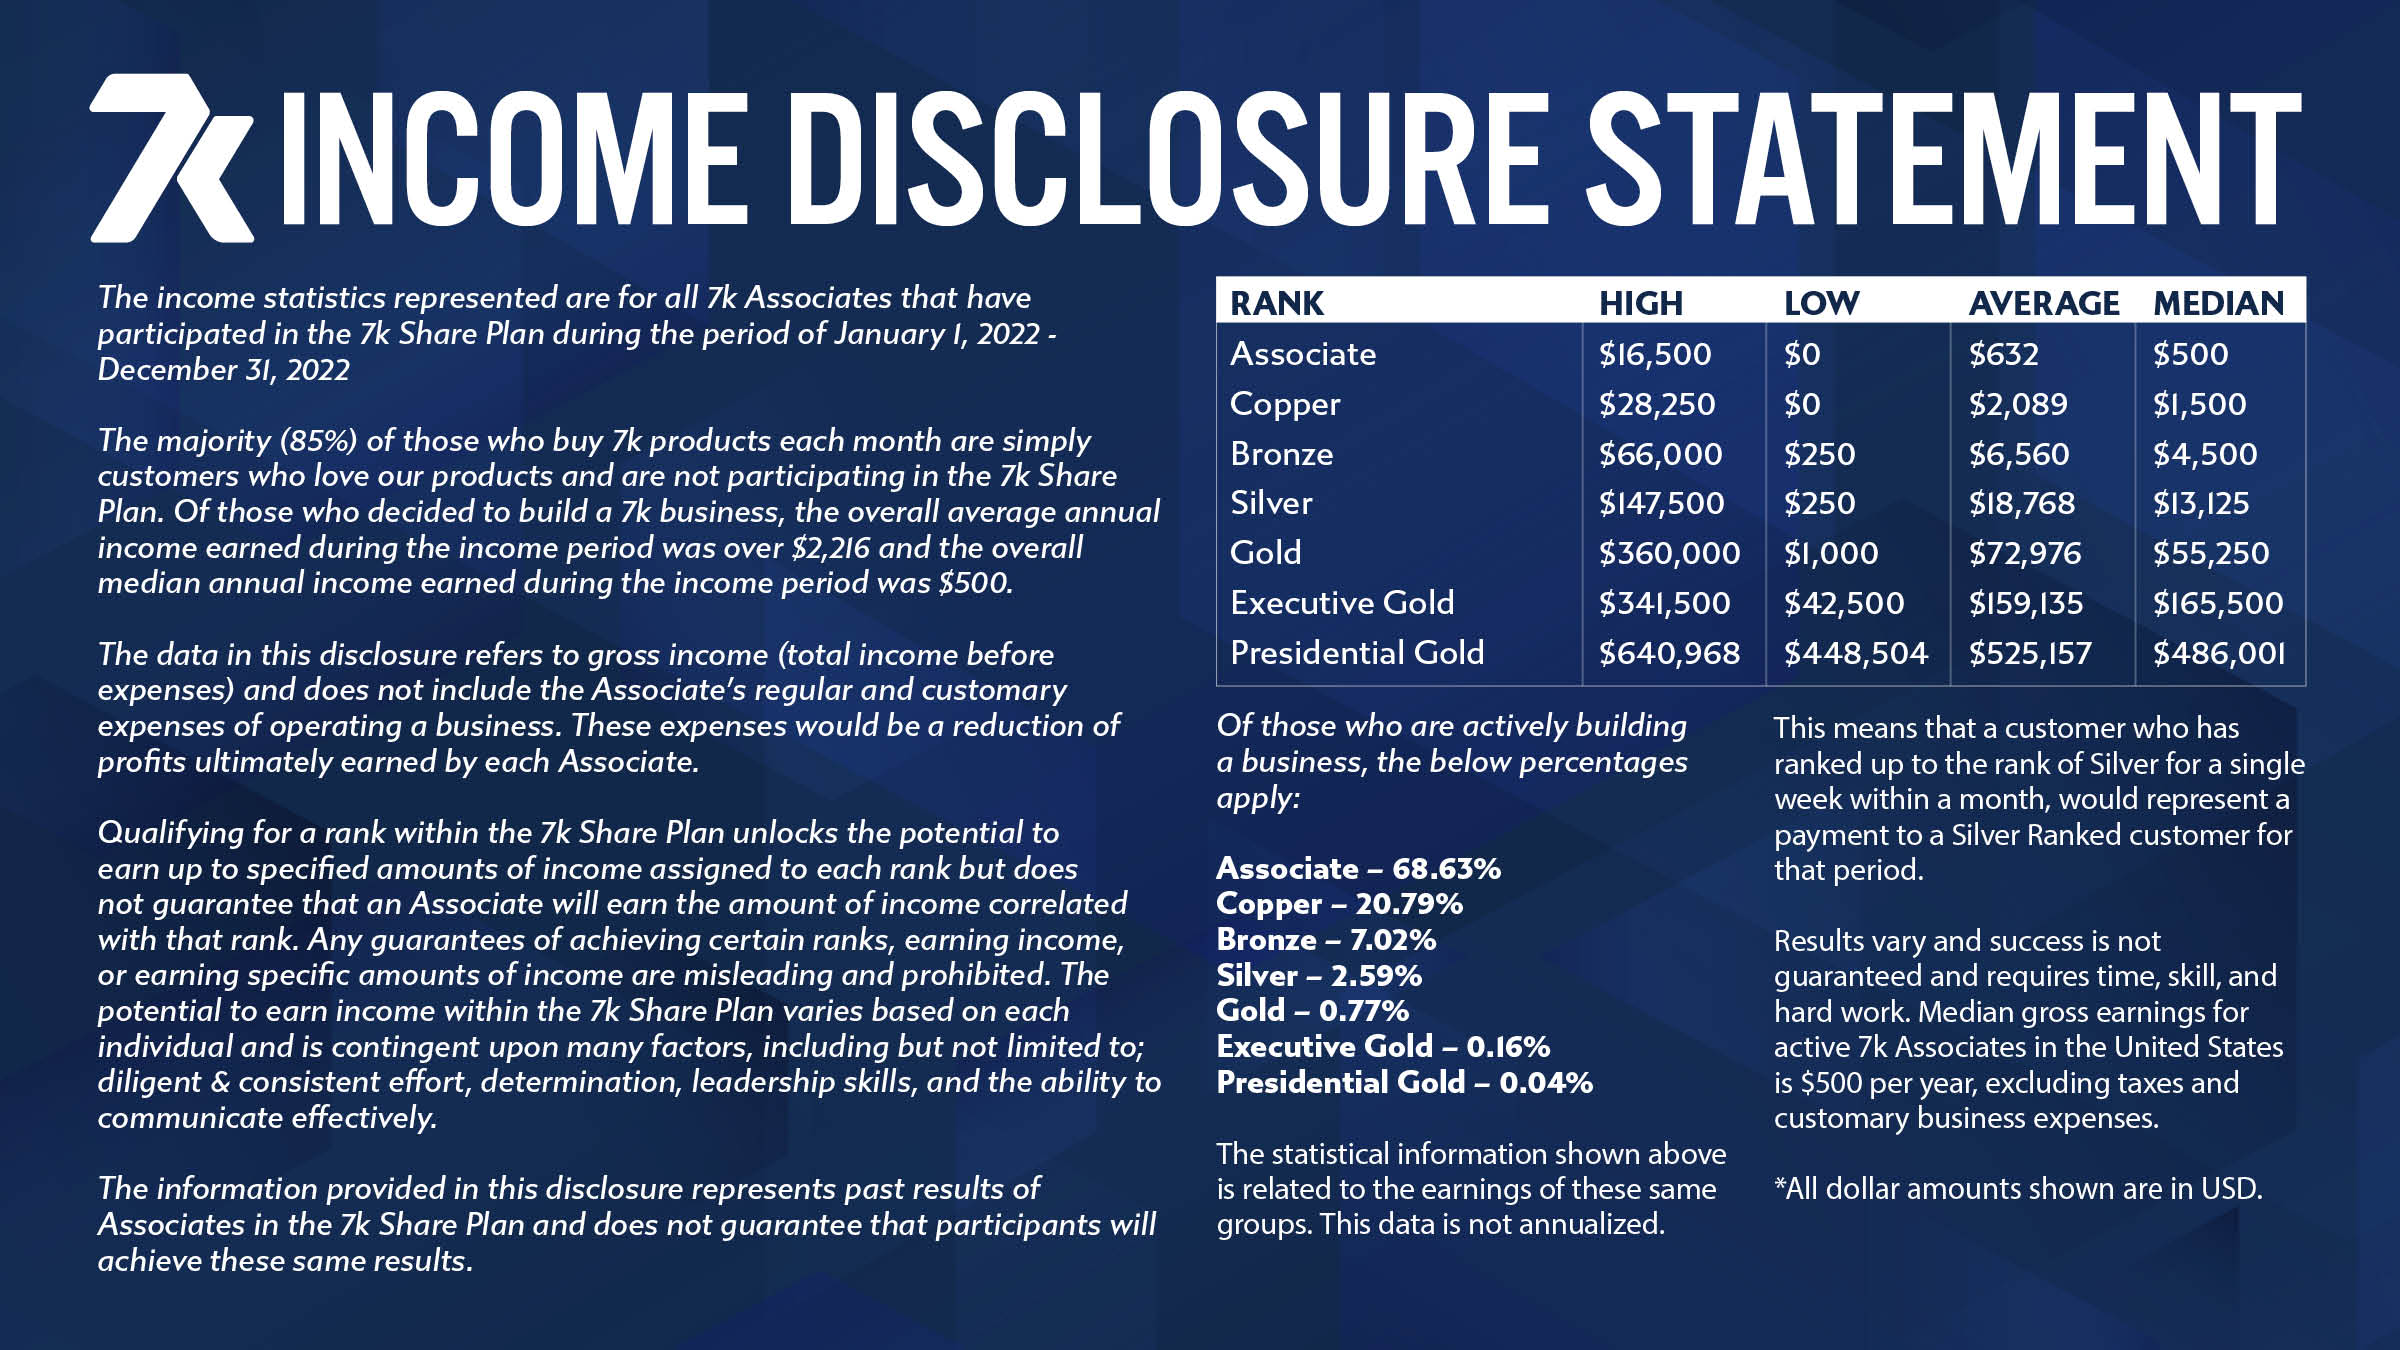 7k INCOME DISCLOSURE STATEMENT
The income statistics represented are for all 7k Associates that have
participated in the 7k Share Plan during the period of January 1, 2022 -
December 31, 2022
The majority (85%) of those who buy 7k products each month are simply
customers who love our products and are not participating in the 7k Share
Plan. Of those who decided to build a 7k business, the overall average annual
income earned during the income period was over $2,216 and the overall
median annual income earned during the income period was $500.
The data in this disclosure refers to gross income (total income before
expenses) and does not include the Associate's regular and customary
expenses of operating a business. These expenses would be a reduction of
profits ultimately earned by each Associate.
Qualifying for a rank within the 7k Share Plan unlocks the potential to
earn up to specified amounts of income assigned to each rank but does
not guarantee that an Associate will earn the amount of income correlated
with that rank. Any guarantees of achieving certain ranks, earning income,
or earning specific amounts of income are misleading and prohibited. The
potential to earn income within the 7k Share Plan varies based on each
individual and is contingent upon many factors, including but not limited to;
diligent & consistent effort, determination, leadership skills, and the ability to
communicate effectively.
The information provided in this disclosure represents past results of
Associates in the 7k Share Plan and does not guarantee that participants will
achieve these same results.
RANK HIGH LOW AVERAGE MEDIAN
Associate $16,500 $0 $632 $500
Copper $28,250 $0 $2,089 $1,500
Bronze $66,000 $250 $6,560 $4,500
Silver $147,500 $250 $18,768 $13,125
Gold $360,000 $1,000 $72,976 $55,250
Executive Gold $341,500 $42,500 $159,135 $165,500
Presidential Gold $640,968 $448,504 $525,157 $486,001
Of those who are actively building
a business, the below percentages
apply:
Associate – 68.63%
Copper – 20.79%
Bronze – 7.02%
Silver – 2.59%
Gold – 0.77%
Executive Gold – 0.16%
Presidential Gold – 0.04%
The statistical information shown above
is related to the earnings of these same
groups. This data is not annualized.
This means that a customer who has
ranked up to the rank of Silver for a single
week within a month, would represent a
payment to a Silver Ranked customer for
that period.
Results vary and success is not
guaranteed and requires time, skill, and
hard work. Median gross earnings for
active 7k Associates in the United States
is $500 per year, excluding taxes and
customary business expenses.
*All dollar amounts shown are in USD.